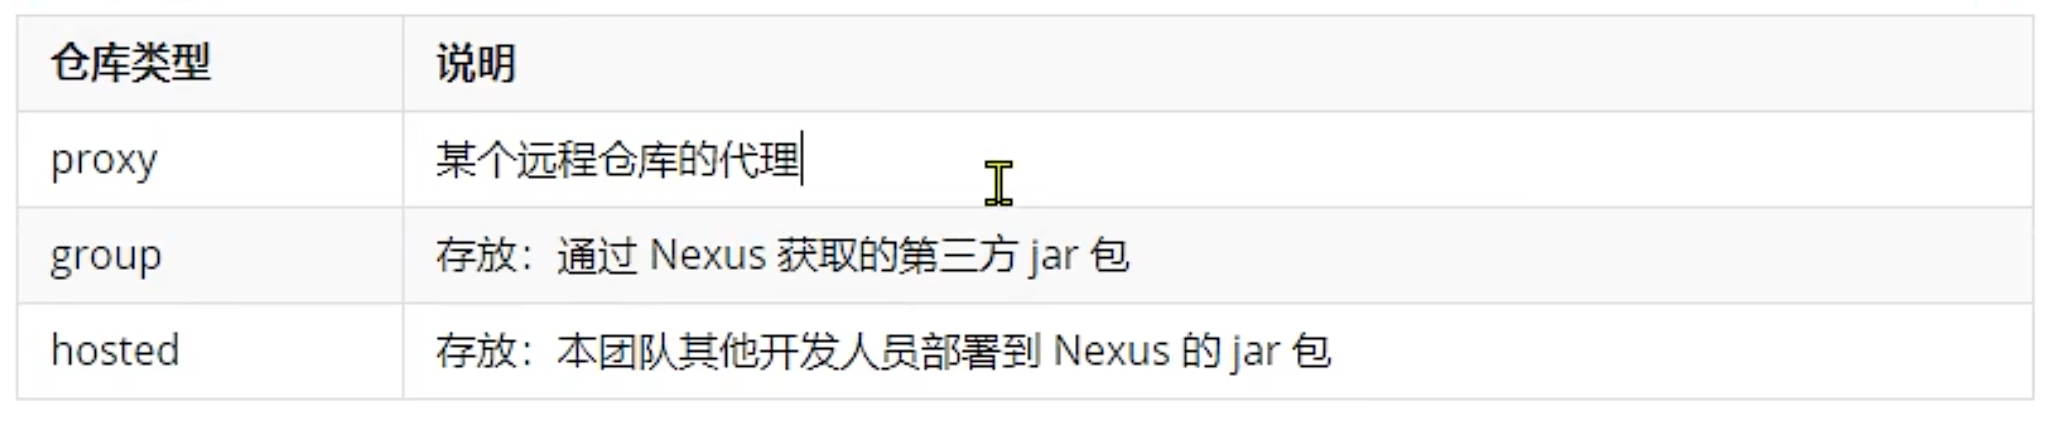 仓库类型 说明
proxy 某个远程仓库的代理
group 存放：通过 Nexus 获取的第三方 jar 包
hosted 存放：本团队其他开发人员部署到 Nexus 的 jar 包